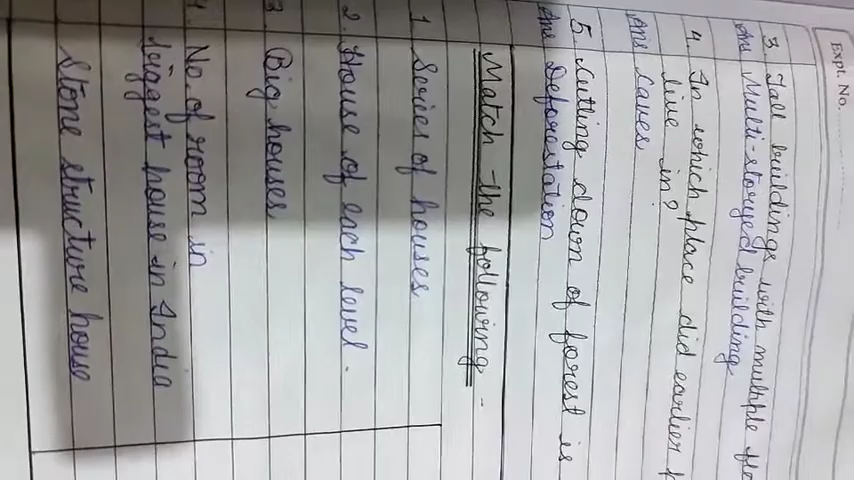 Expt. No.
3. Tall buildings with multiple flo
Ans Multi-storyed building
4. In which place did earlier p
live in?
Ans Caves
5. Cutting down of forest is
Ans Deforestation
Match the following -
1 Series of houses
2. House of each level.
3 Big houses
4. No. of room in
biggest house in India
Stone structure house